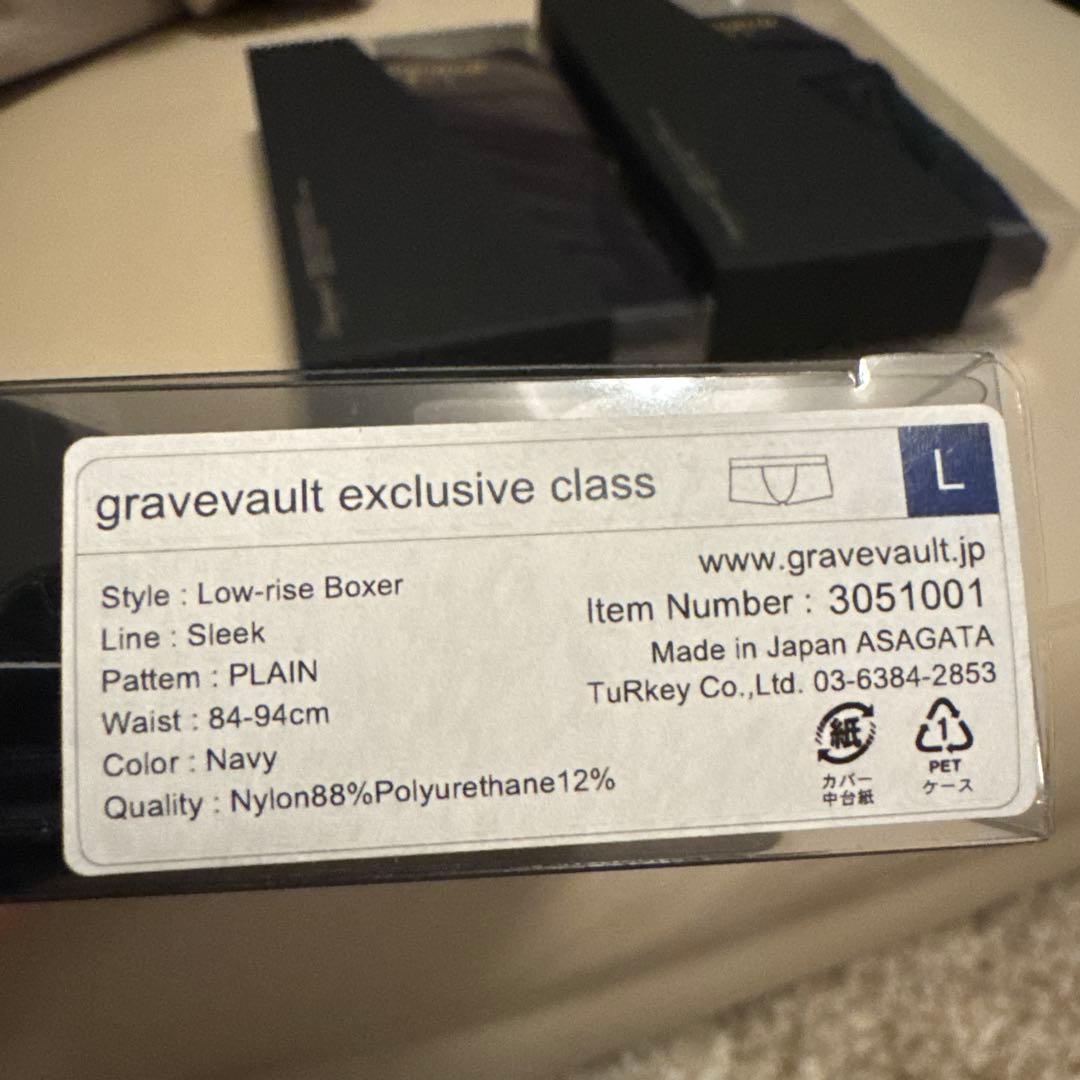 gravevault exclusive class
L
Style : Low-rise Boxer
Line : Sleek
Pattem : PLAIN
Waist : 84-94cm
Color : Navy
Quality : Nylon88%Polyurethane12%
www.gravevault.jp
Item Number : 3051001
Made in Japan ASAGATA
TuRkey Co.,Ltd. 03-6384-2853
紙
カバー
中台紙
1
PET
ケース